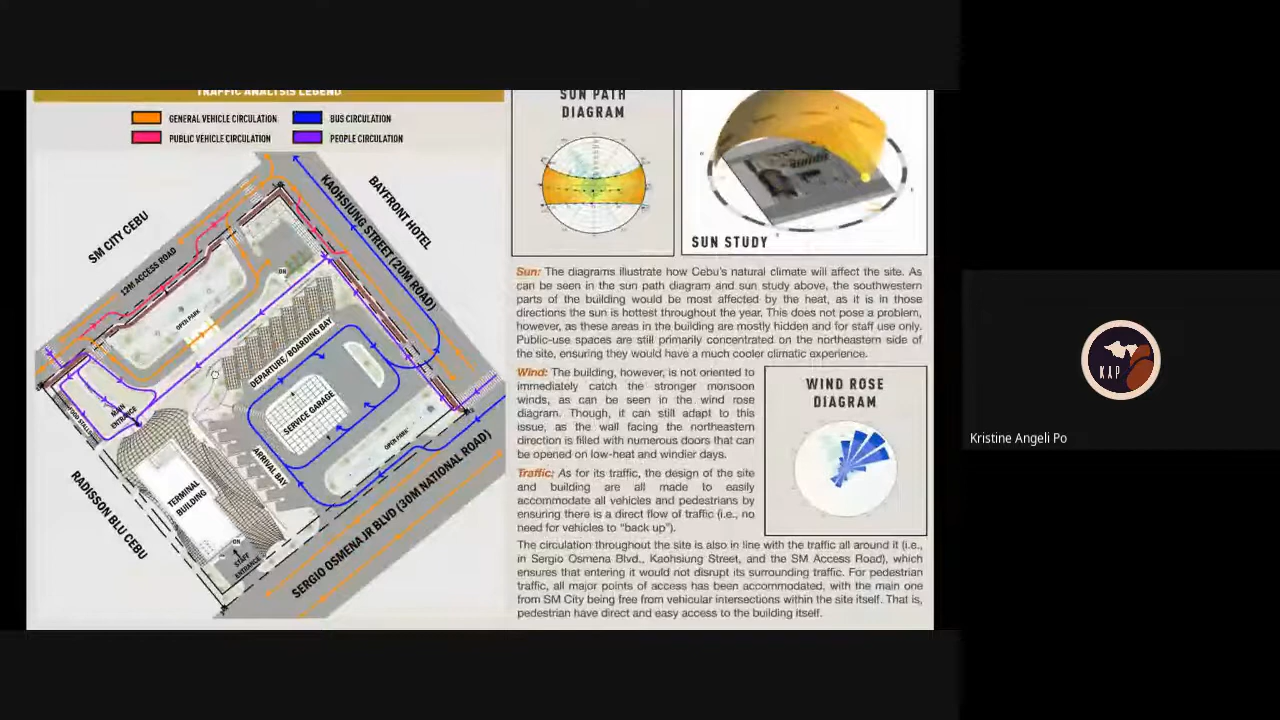 TRAFFIC ANALYSIS LEGEND
GENERAL VEHICLE CIRCULATION
BUS CIRCULATION
PUBLIC VEHICLE CIRCULATION
PEOPLE CIRCULATION
SM CITY CEBU
12M ACCESS ROAD
KAOHSIUNG STREET (20M ROAD)
BAYFRONT HOTEL
OPEN PARK
DN
DEPARTURE/BOARDING BAY
SERVICE GARAGE
OPEN PARK
MAIN
ENTRANCE
FOOD STALLS
ARRIVAL BAY
TERMINAL
BUILDING
DN
STAFF
ENTRANCE
RADISSON BLU CEBU
SERGIO OSMENA JR BLVD (30M NATIONAL ROAD)
SUN PATH
DIAGRAM
SUN STUDY
Sun: The diagrams illustrate how Cebu's natural climate will affect the site. As
can be seen in the sun path diagram and sun study above, the southwestern
parts of the building would be most affected by the heat, as it is in those
directions the sun is hottest throughout the year. This does not pose a problem,
however, as these areas in the building are mostly hidden and for staff use only.
Public-use spaces are still primarily concentrated on the northeastern side of
the site, ensuring they would have a much cooler climatic experience.
Wind: The building, however, is not oriented to
immediately catch the stronger monsoon
winds, as can be seen in the wind rose
diagram. Though, it can still adapt to this
issue, as the wall facing the northeastern
direction is filled with numerous doors that can
be opened on low-heat and windier days.
WIND ROSE
DIAGRAM
Traffic: As for its traffic, the design of the site
and building are all made to easily
accommodate all vehicles and pedestrians by
ensuring there is a direct flow of traffic (i.e., no
need for vehicles to "back up").
The circulation throughout the site is also in line with the traffic all around it (i.e.,
in Sergio Osmena Blvd., Kaohsiung Street, and the SM Access Road), which
ensures that entering it would not disrupt its surrounding traffic. For pedestrian
traffic, all major points of access has been accommodated, with the main one
from SM City being free from vehicular intersections within the site itself. That is,
pedestrian have direct and easy access to the building itself.
KAP
Kristine Angeli Po